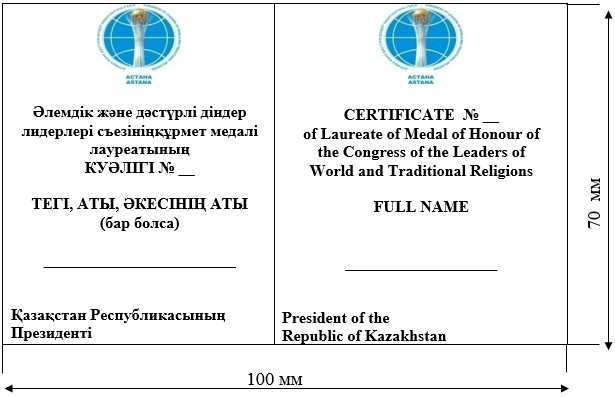 АСТАНА
ASTANA
Әлемдік және дәстүрлі діндер
лидерлері съезініңқұрмет медалі
лауреатының
КУӘЛІГІ № __
ТЕГІ, АТЫ, ӘКЕСІНІҢ АТЫ
(бар болса)
Қазақстан Республикасының
Президенті
АСТАНА
ASTANA
CERTIFICATE № __
of Laureate of Medal of Honour of
the Congress of the Leaders of
World and Traditional Religions
FULL NAME
President of the
Republic of Kazakhstan
70 мм
100 мм